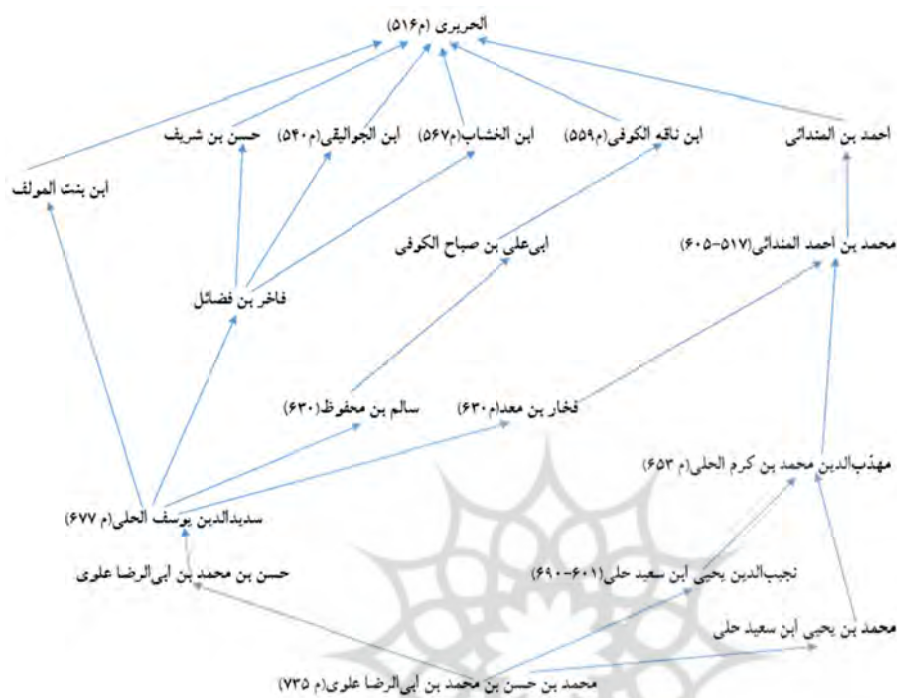 الحریری (م۵۱۶)
احمد بن المندائی
ابن ناقه الکوفی(م۵۵۹)
ابن الخشاب(م۵۶۷)
ابن الجوالیقی(م۵۴۰)
حسن بن شریف
ابن بنت المولف
محمد بن احمد المندائی(۵۱۷-۶۰۵)
ابی‌علی بن صباح الکوفی
فاخر بن فضائل
فخار بن معد(م۶۳۰)
سالم بن محفوظ(۶۳۰)
مهذّب‌الدین محمد بن کرم الحلی(م ۶۵۳)
سدیدالدین یوسف الحلی(م ۶۷۷)
نجیب‌الدین یحیی ابن سعید حلی(۶۰۱-۶۹۰)
حسن بن محمد بن ابی‌الرضا علوی
محمد بن یحیی ابن سعید حلی
محمد بن حسن بن محمد بن أبی‌الرضا علوی(م ۷۳۵)